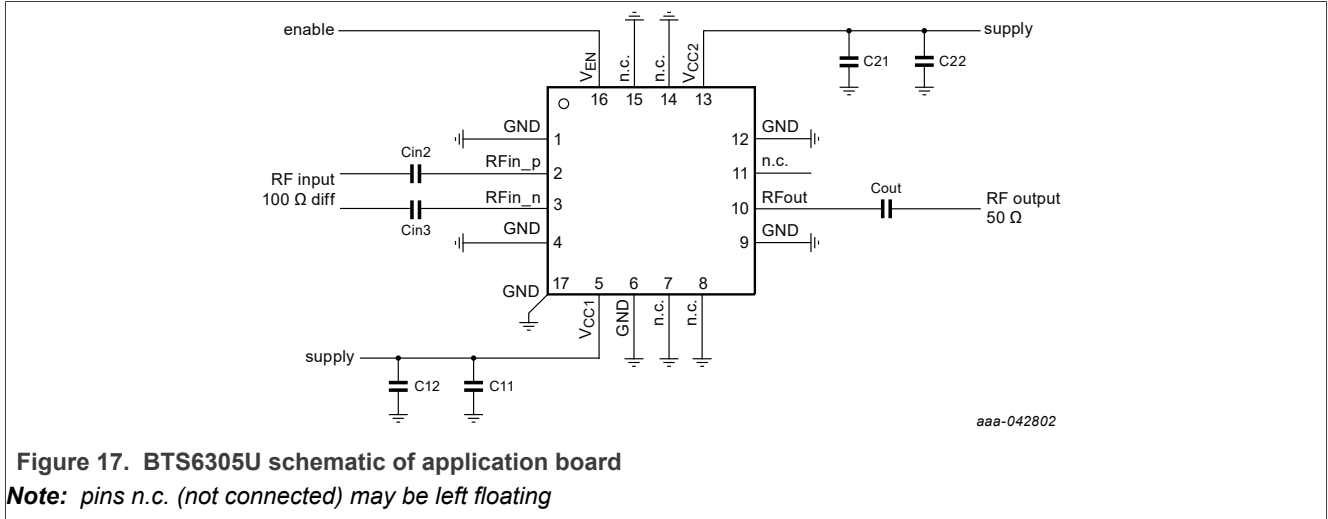 enable
VEN
n.c.
n.c.
VCC2
supply
C21
C22
16 15 14 13
GND
1
12
GND
Cin2
RFin_p
2
11
n.c.
RF input
100 Ω diff
RFin_n
3
10
RFout
Cout
RF output
50 Ω
Cin3
GND
4
9
GND
17 5 6 7 8
GND
VCC1
GND
n.c.
n.c.
supply
C12
C11
aaa-042802
Figure 17. BTS6305U schematic of application board
Note: pins n.c. (not connected) may be left floating